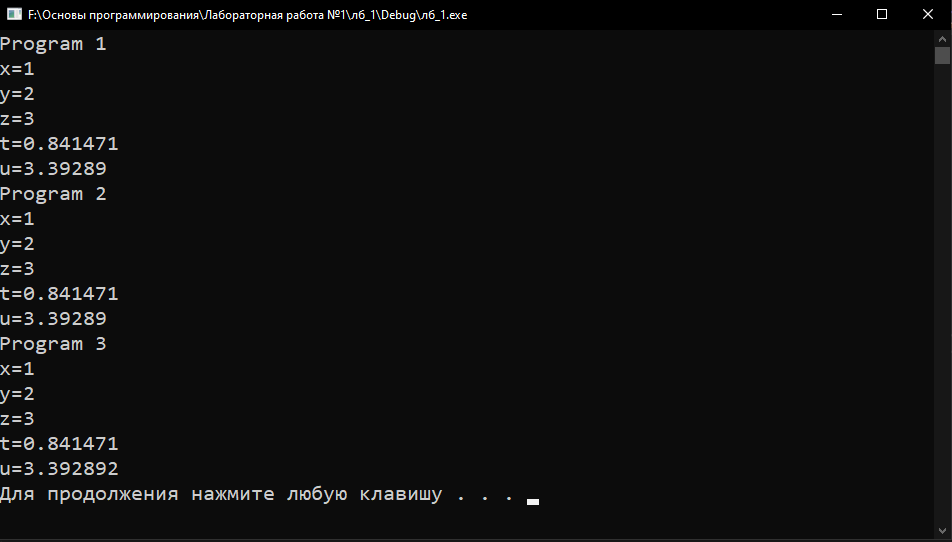 F:\Основы программирования\Лабораторная работа №1\лб_1\Debug\лб_1.exe
Program 1
x=1
y=2
z=3
t=0.841471
u=3.39289
Program 2
x=1
y=2
z=3
t=0.841471
u=3.39289
Program 3
x=1
y=2
z=3
t=0.841471
u=3.392892
Для продолжения нажмите любую клавишу . . .